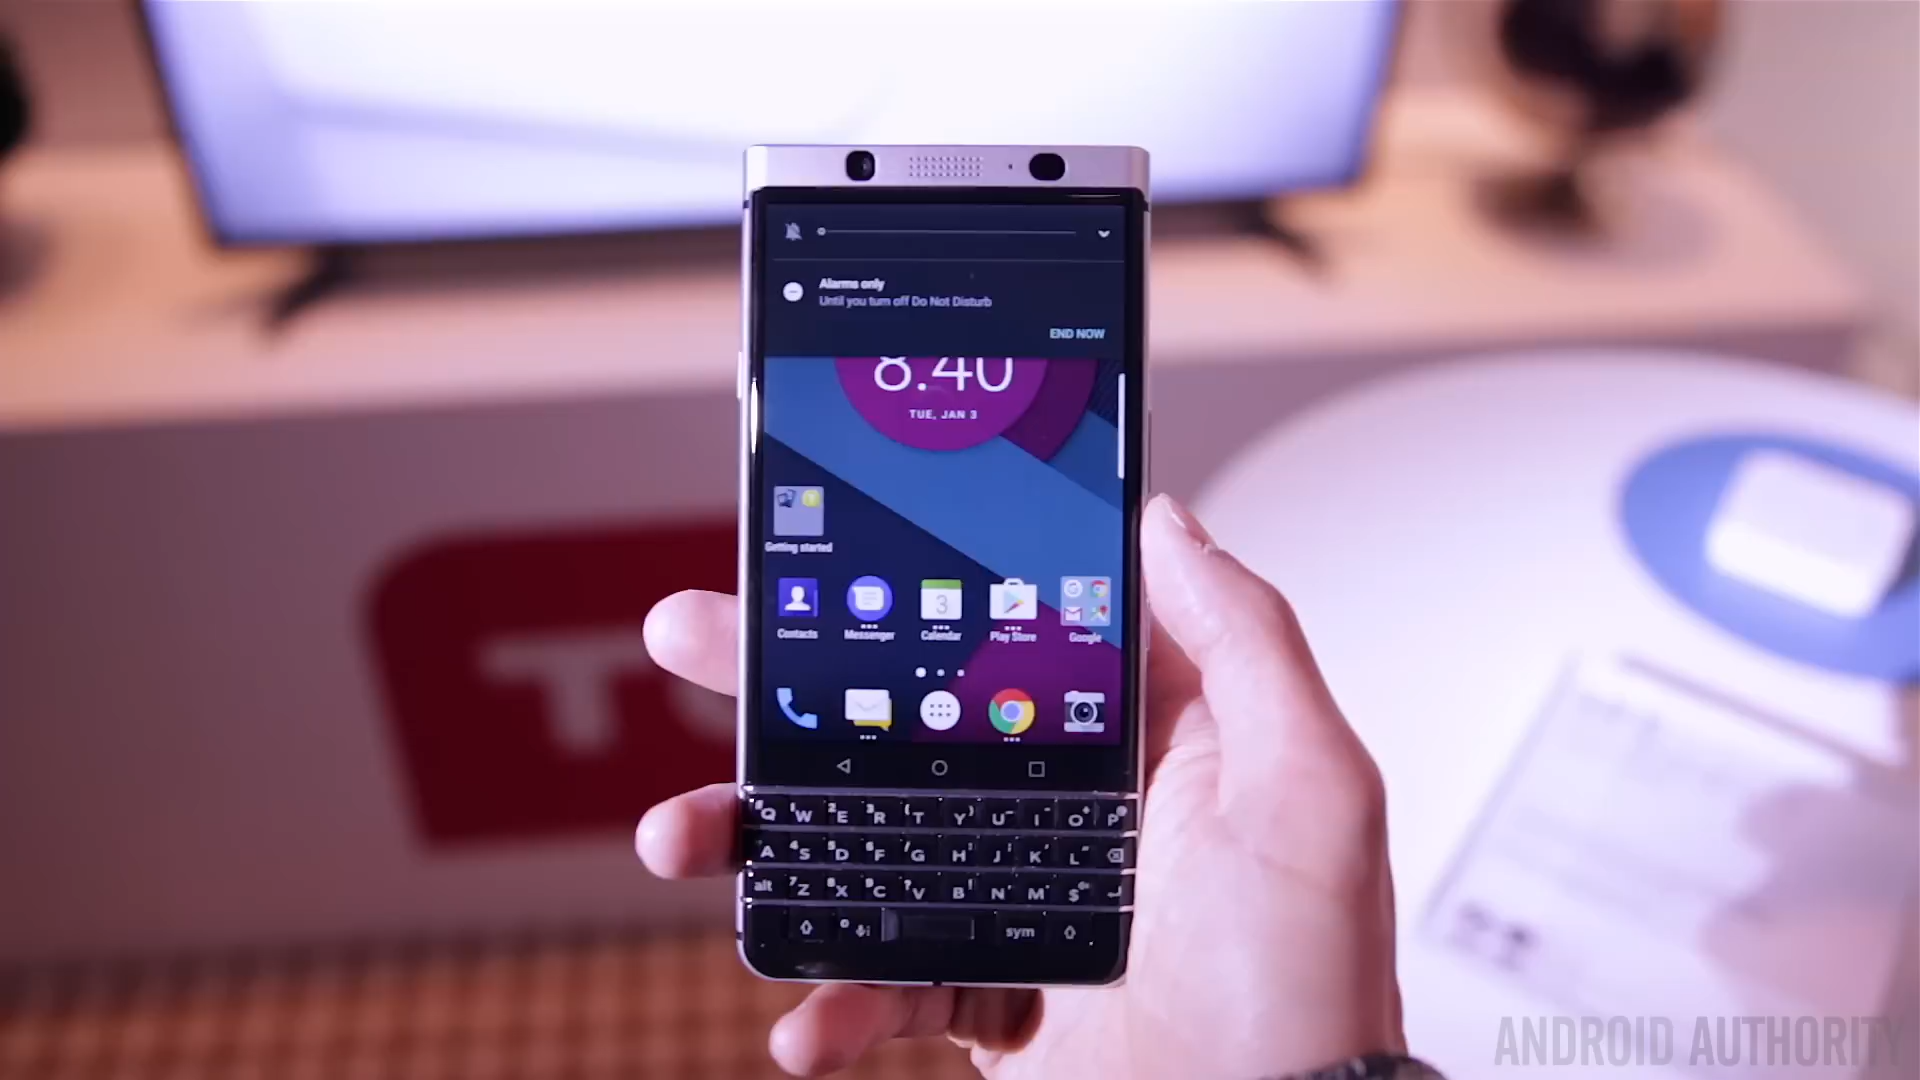 Alarms only
Until you turn off Do Not Disturb
END NOW
8:40
TUE, JAN 3
Getting started
3
Contacts
Messenger
Calendar
Play Store
Google
Q W E R T Y U I O P
A S D F G H J K L
alt Z X C V B N M $
sym
ANDROID AUTHORITY